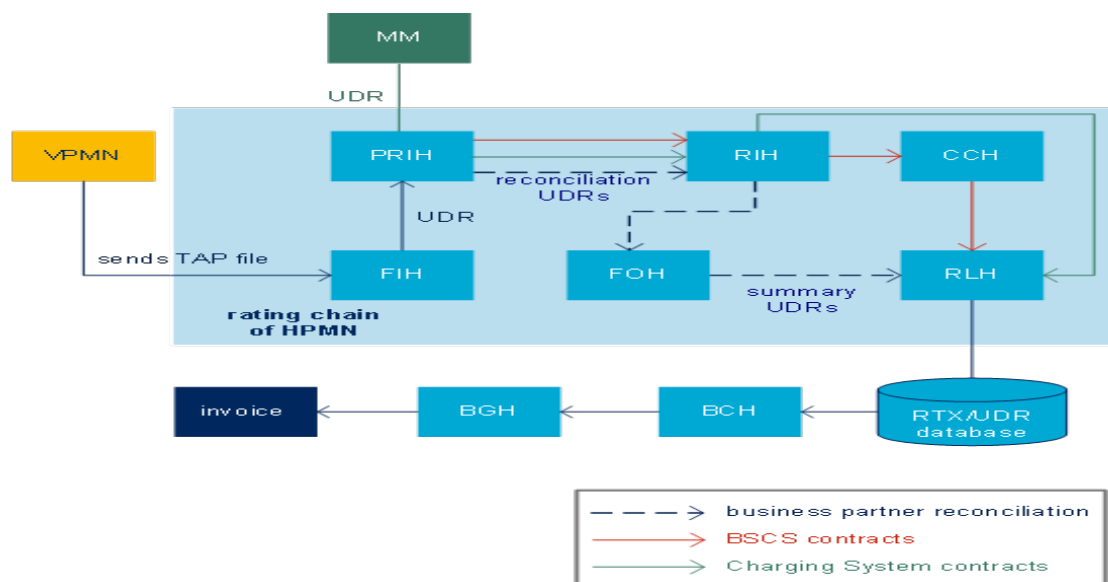 MM
UDR
VPMN
PRIH
RIH
CCH
reconciliation
UDRs
UDR
sends TAP file
FIH
FOH
RLH
summary
UDRs
rating chain
of HPMN
invoice
BGH
BCH
RTX/UDR
database
business partner reconciliation
BSCS contracts
Charging System contracts